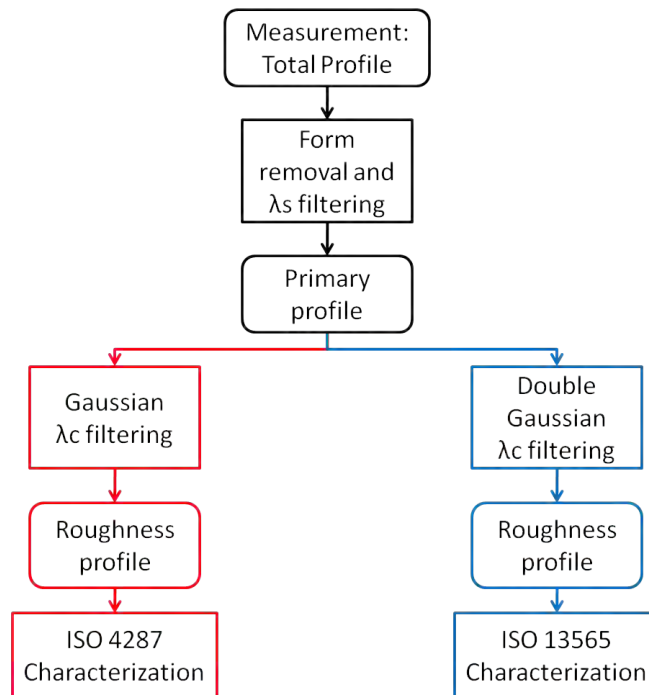 Measurement:
Total Profile
Form
removal and
λs filtering
Primary
profile
Gaussian
λc filtering
Double
Gaussian
λc filtering
Roughness
profile
Roughness
profile
ISO 4287
Characterization
ISO 13565
Characterization